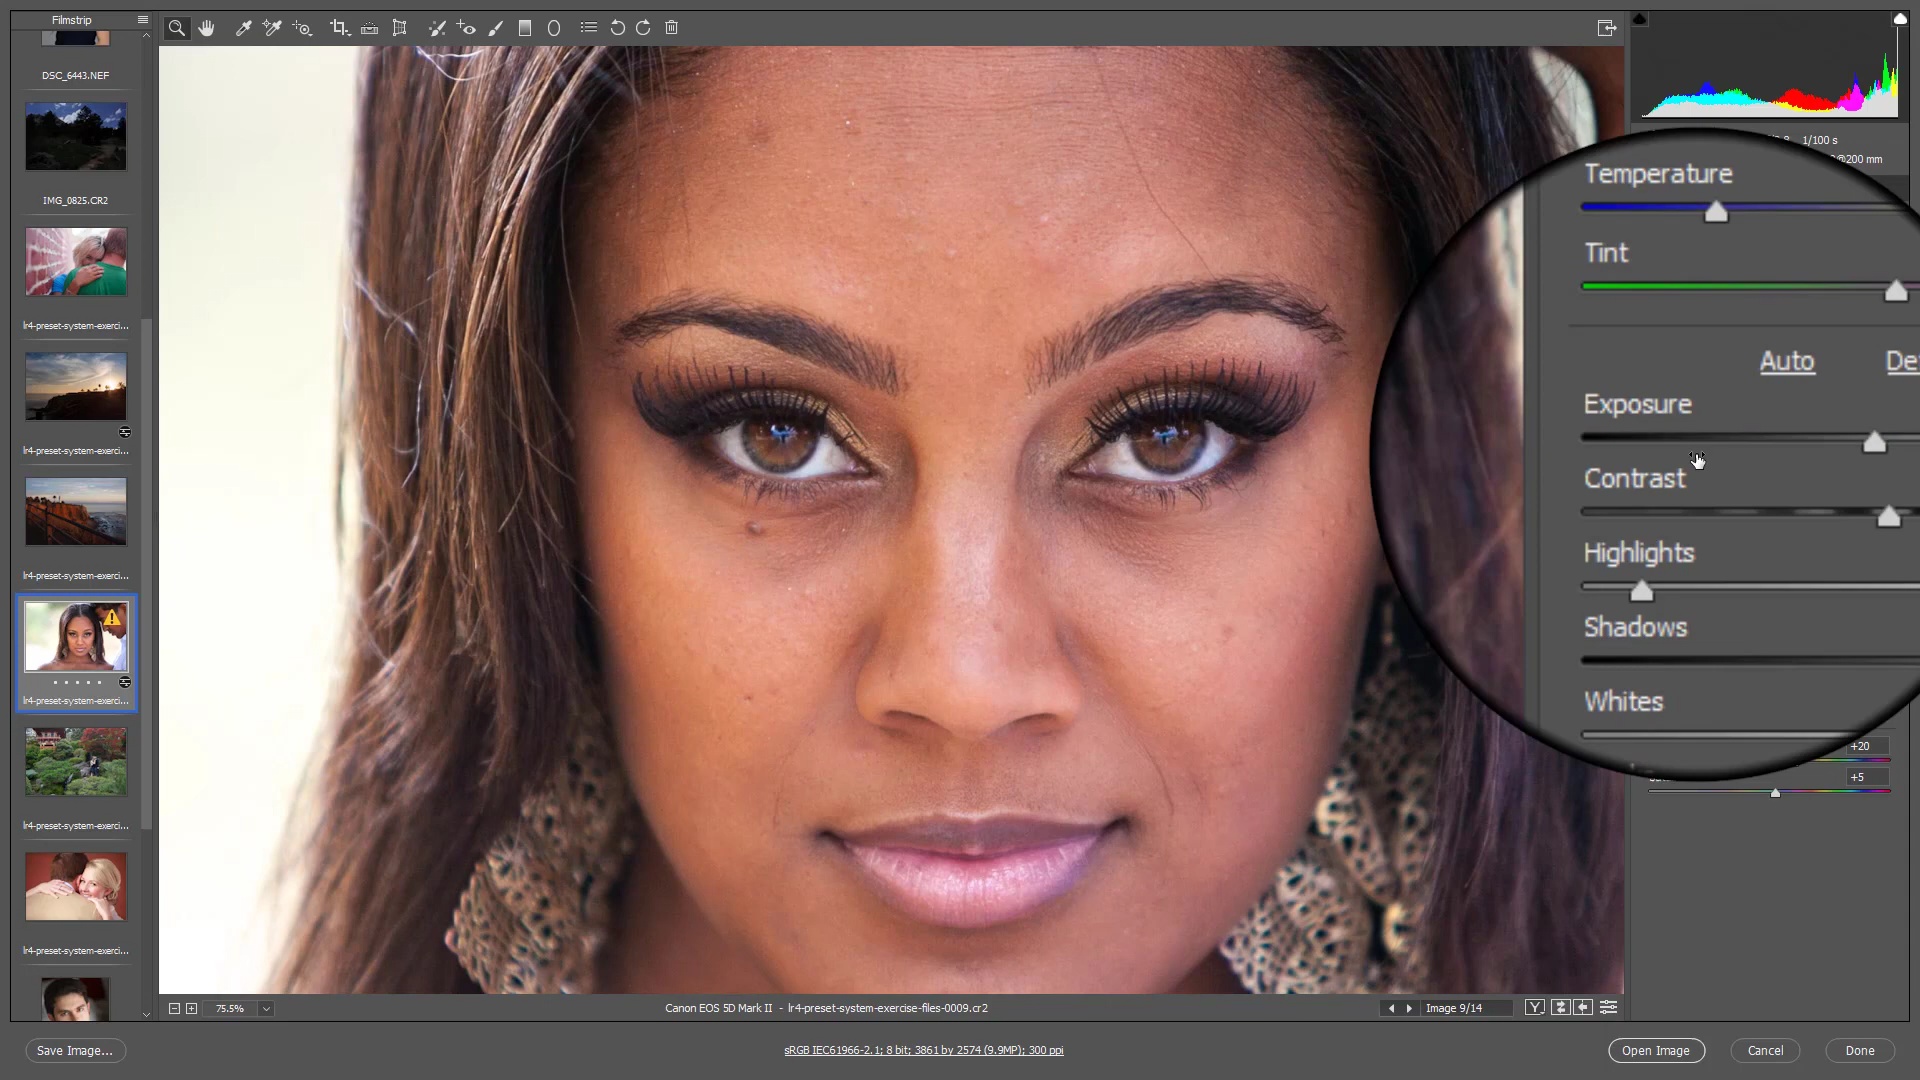 Filmstrip
DSC_6443.NEF
IMG_0825.CR2
lr4-preset-system-exerci...
lr4-preset-system-exerci...
lr4-preset-system-exerci...
lr4-preset-system-exerci...
lr4-preset-system-exerci...
lr4-preset-system-exerci...
1/100 s
@200 mm
Temperature
Tint
Auto
Exposure
Contrast
Highlights
Shadows
Whites
+20
+5
75.5%
Canon EOS 5D Mark II - lr4-preset-system-exercise-files-0009.cr2
Image 9/14
Y
Save Image...
sRGB IEC61966-2.1; 8 bit; 3861 by 2574 (9.9MP); 300 ppi
Open Image
Cancel
Done